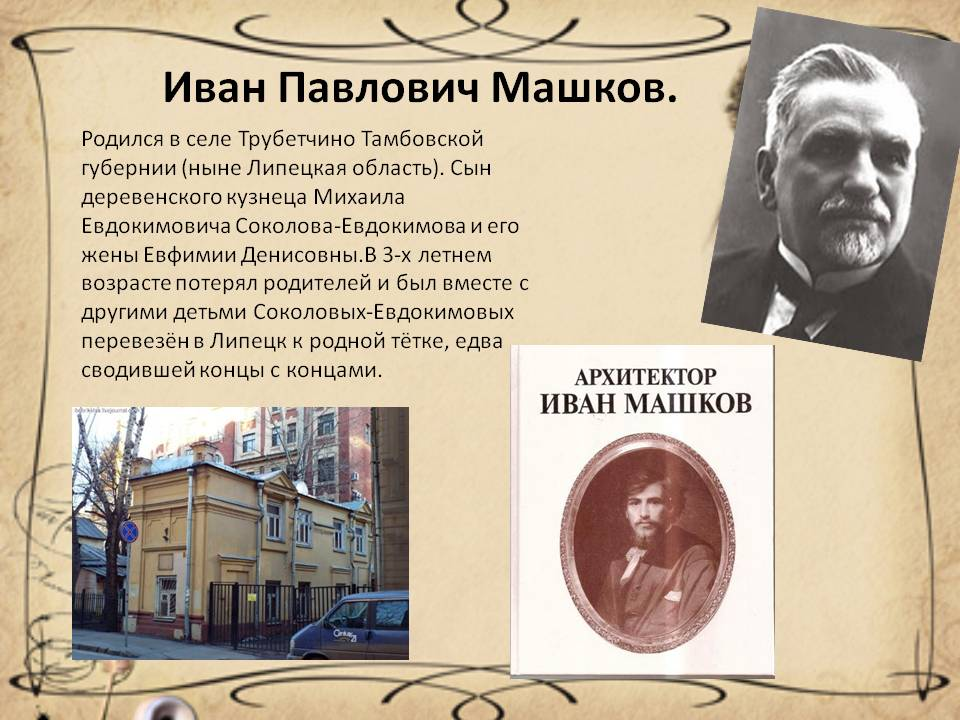 Иван Павлович Машков.
Родился в селе Трубетчино Тамбовской
губернии (ныне Липецкая область). Сын
деревенского кузнеца Михаила
Евдокимовича Соколова-Евдокимова и его
жены Евфимии Денисовны.В 3-х летнем
возрасте потерял родителей и был вместе с
другими детьми Соколовых-Евдокимовых
перевезён в Липецк к родной тётке, едва
сводившей концы с концами.
АРХИТЕКТОР
ИВАН МАШКОВ
Century 21